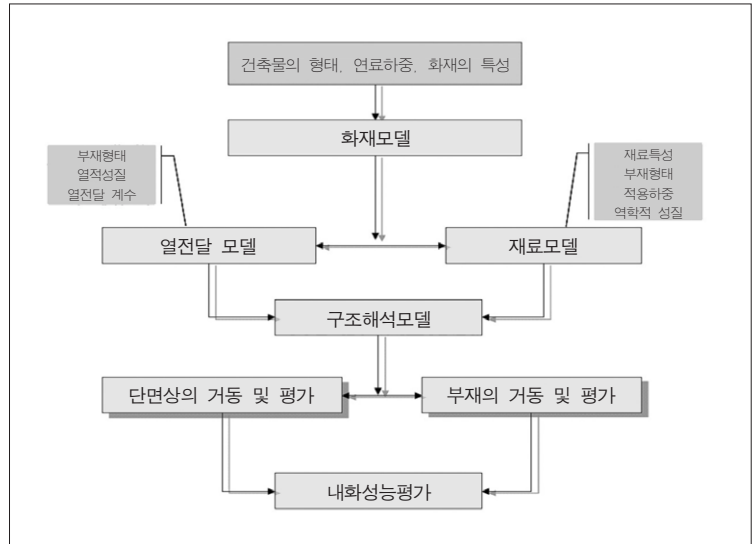 건축물의 형태, 연료하중, 화재의 특성
화재모델
부재형태
열적성질
열전달 계수
재료특성
부재형태
적용하중
역학적 성질
열전달 모델
재료모델
구조해석모델
단면상의 거동 및 평가
부재의 거동 및 평가
내화성능평가